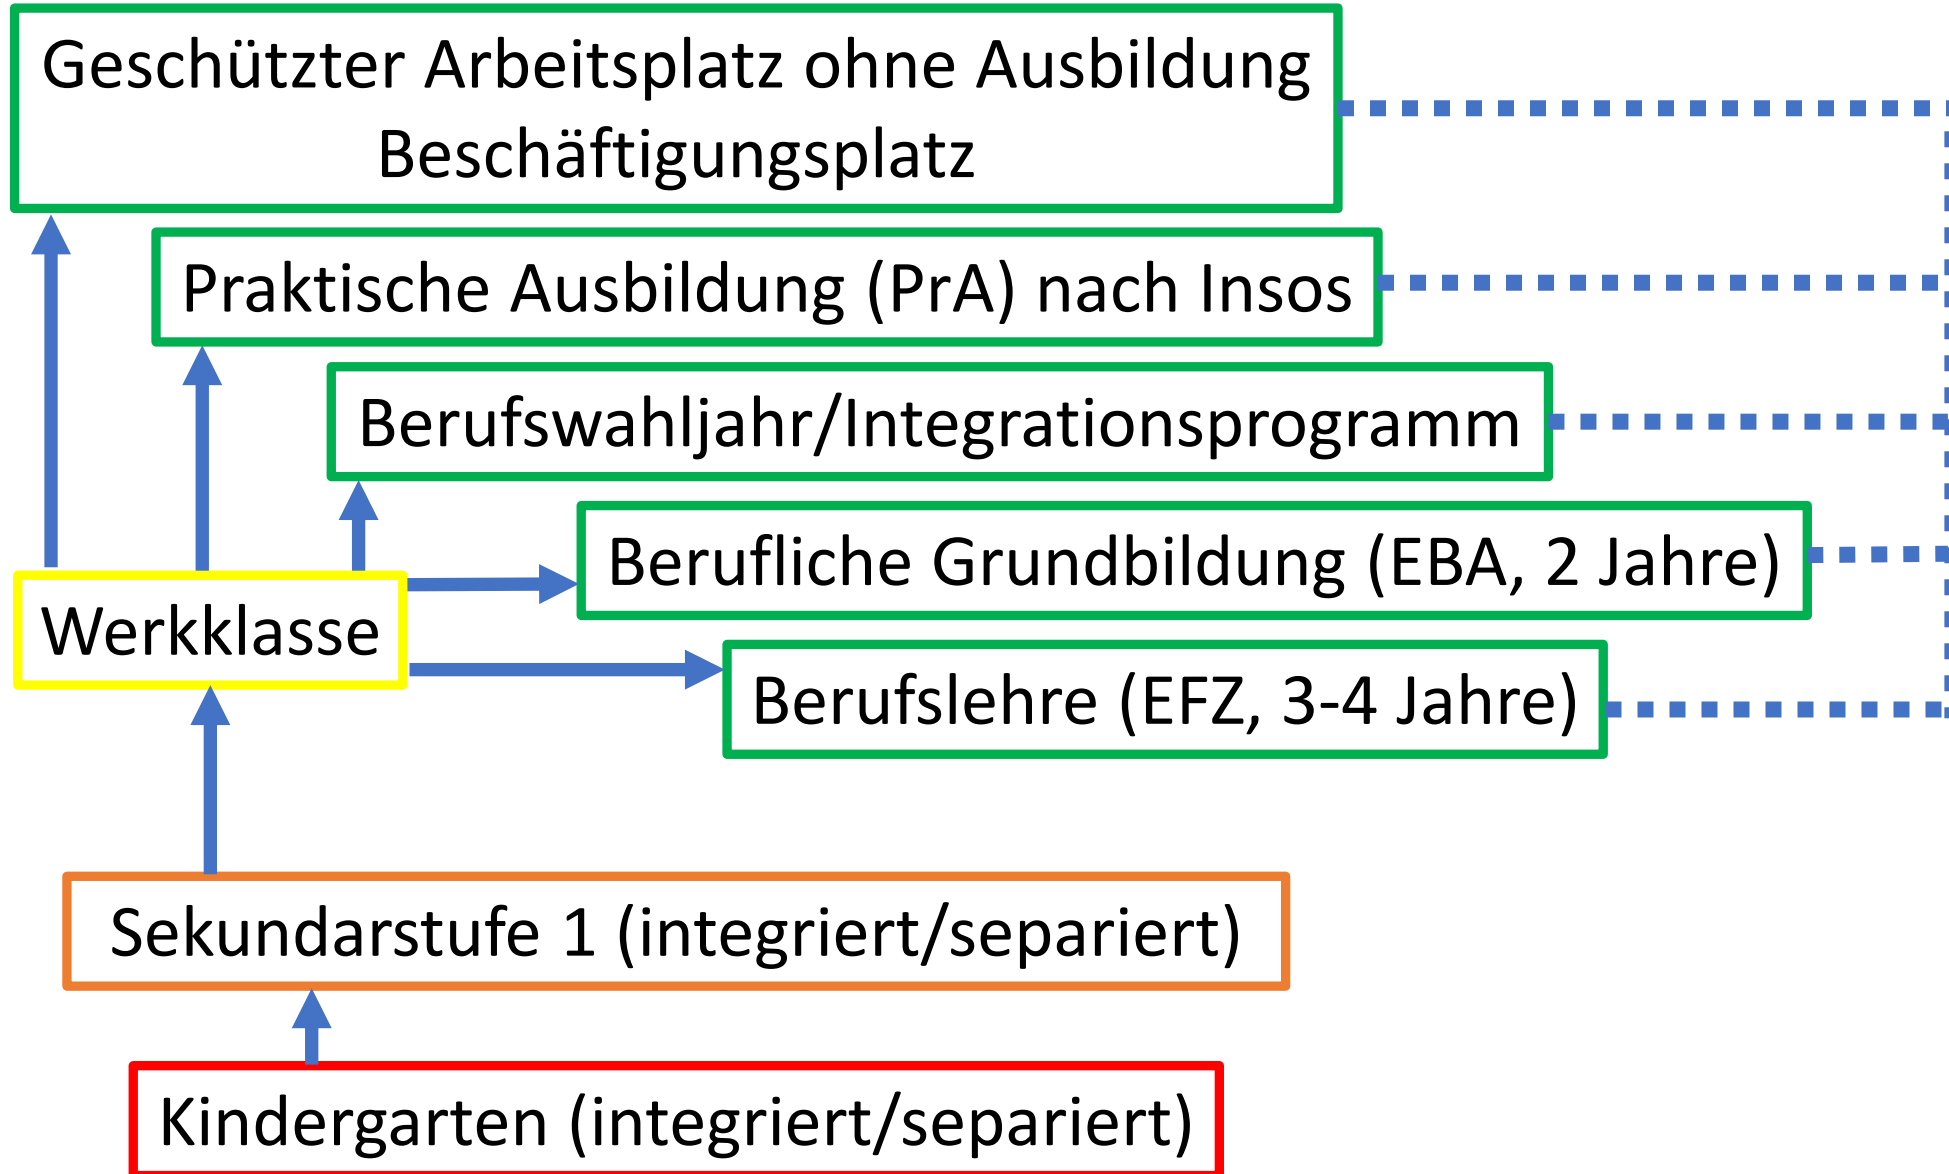 Geschützter Arbeitsplatz ohne Ausbildung
Beschäftigungsplatz
Praktische Ausbildung (PrA) nach Insos
Berufswahljahr/Integrationsprogramm
Berufliche Grundbildung (EBA, 2 Jahre)
Werkklasse
Berufslehre (EFZ, 3-4 Jahre)
Sekundarstufe 1 (integriert/separiert)
Kindergarten (integriert/separiert)